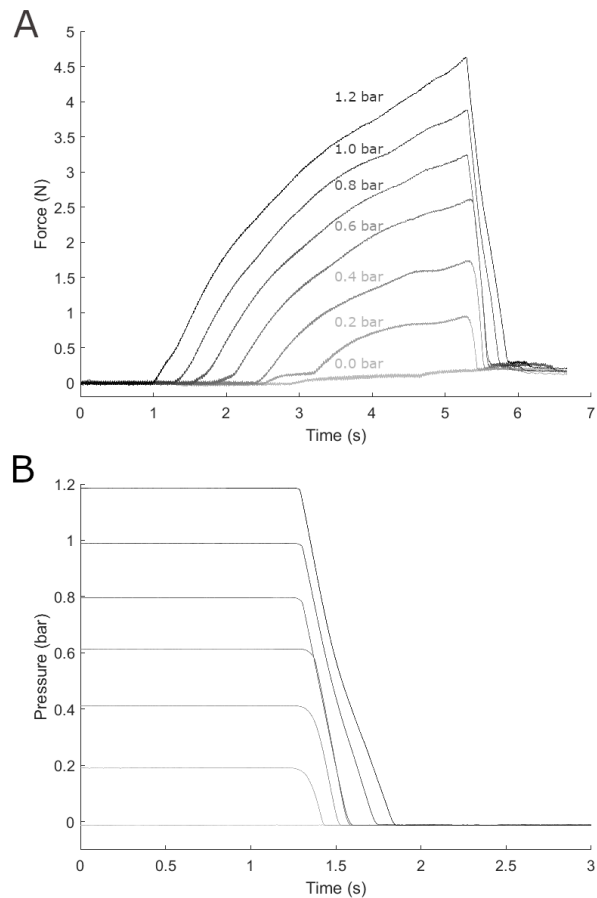 A
5
4.5
4
3.5
3
2.5
2
1.5
1
0.5
0
Force (N)
1.2 bar
1.0 bar
0.8 bar
0.6 bar
0.4 bar
0.2 bar
0.0 bar
0 1 2 3 4 5 6 7
Time (s)
B
1.2
1
0.8
0.6
0.4
0.2
0
Pressure (bar)
0 0.5 1 1.5 2 2.5 3
Time (s)